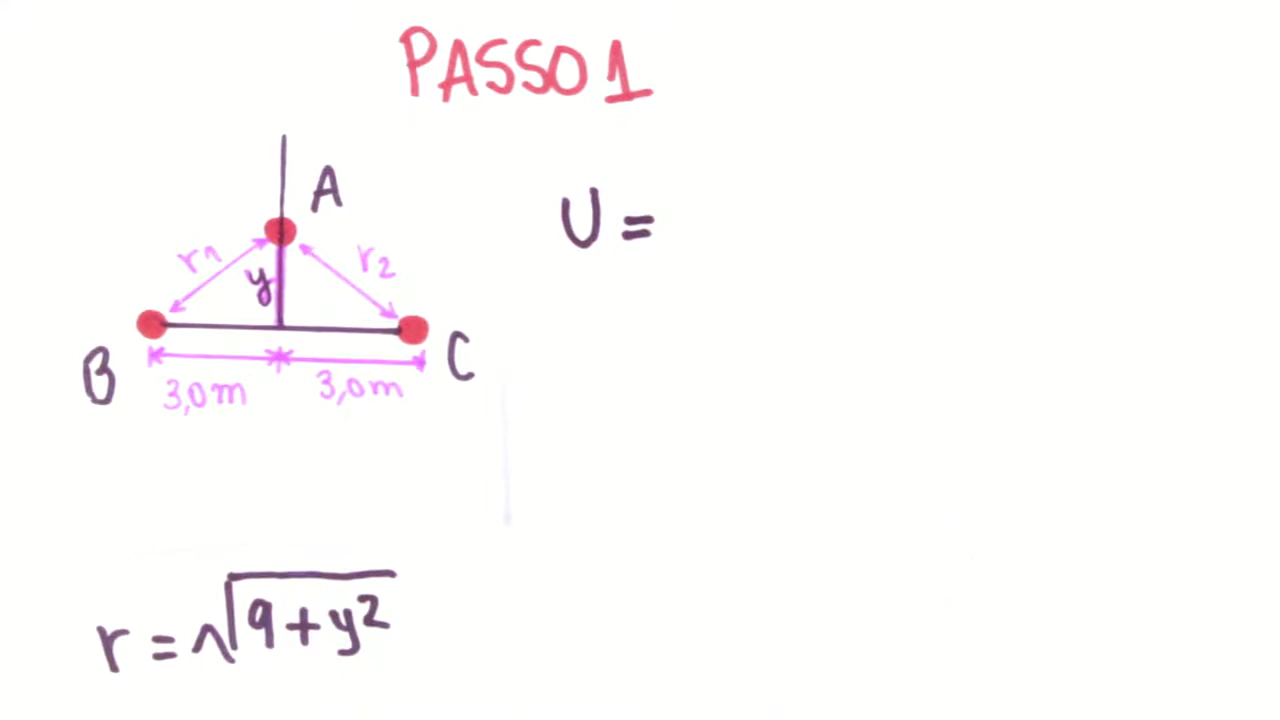 PASSO 1
A
U =
r1
r2
y
B
C
3,0m
3,0m
r = √9+y²